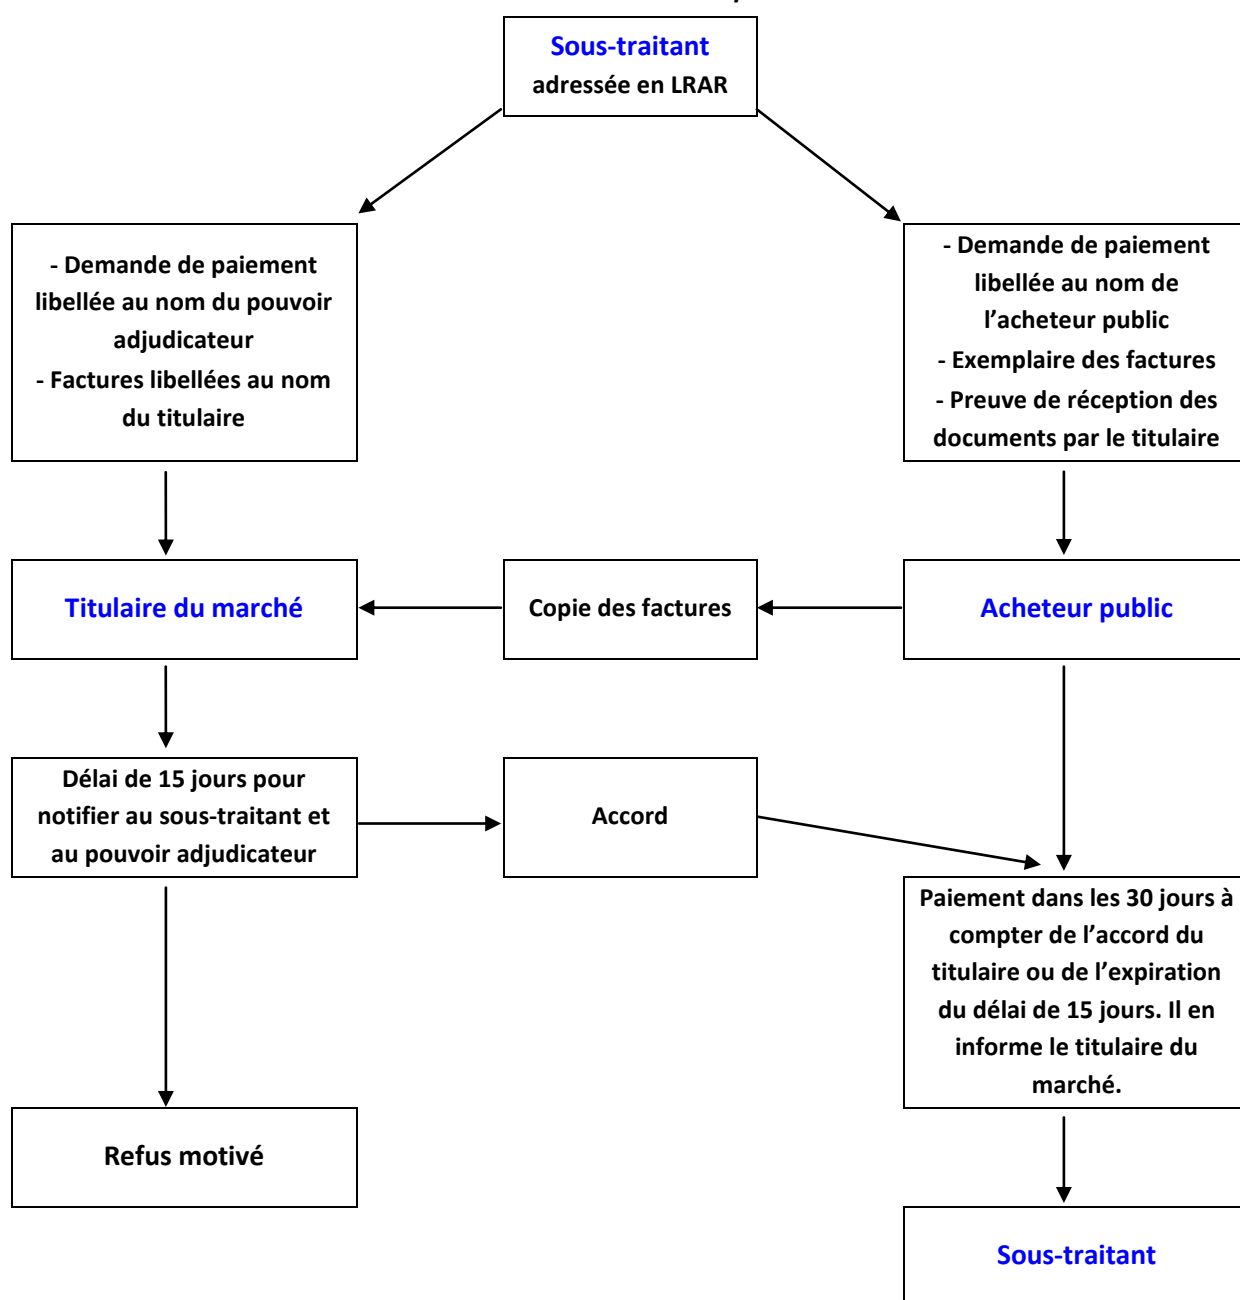 Sous-traitant
adressée en LRAR
- Demande de paiement
libellée au nom du pouvoir
adjudicateur
- Factures libellées au nom
du titulaire
- Demande de paiement
libellée au nom de
l’acheteur public
- Exemplaire des factures
- Preuve de réception des
documents par le titulaire
Titulaire du marché
Copie des factures
Acheteur public
Délai de 15 jours pour
notifier au sous-traitant et
au pouvoir adjudicateur
Accord
Paiement dans les 30 jours à
compter de l’accord du
titulaire ou de l’expiration
du délai de 15 jours. Il en
informe le titulaire du
marché.
Refus motivé
Sous-traitant